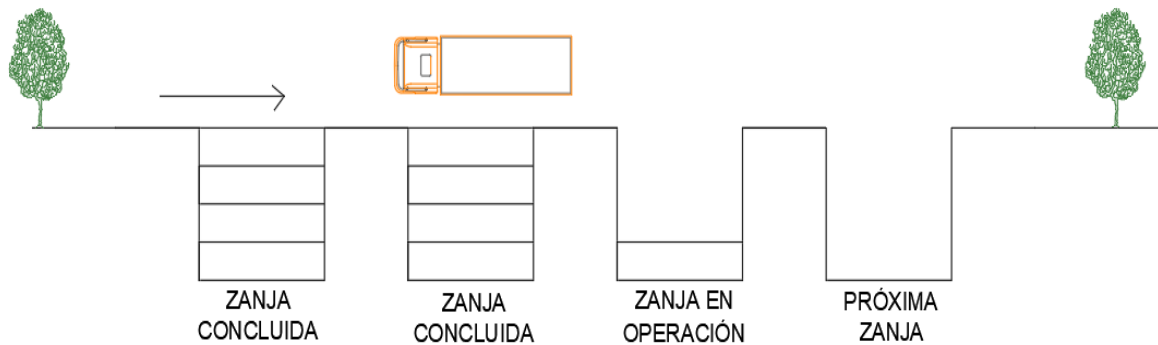 ZANJA
CONCLUIDA
ZANJA
CONCLUIDA
ZANJA EN
OPERACIÓN
PRÓXIMA
ZANJA